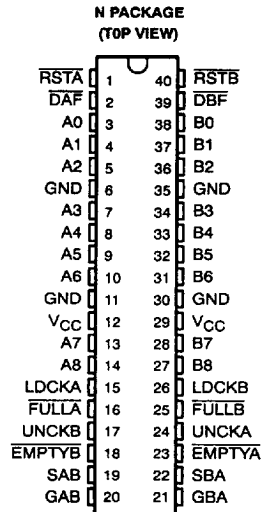 N PACKAGE
(TOP VIEW)
RSTA 1 40 RSTB
DAF 2 39 DBF
A0 3 38 B0
A1 4 37 B1
A2 5 36 B2
GND 6 35 GND
A3 7 34 B3
A4 8 33 B4
A5 9 32 B5
A6 10 31 B6
GND 11 30 GND
VCC 12 29 VCC
A7 13 28 B7
A8 14 27 B8
LDCKA 15 26 LDCKB
FULLA 16 25 FULLB
UNCKB 17 24 UNCKA
EMPTYB 18 23 EMPTYA
SAB 19 22 SBA
GAB 20 21 GBA